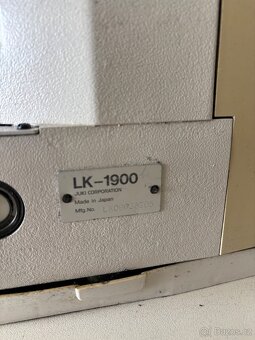 LK-1900
JUKI CORPORATION
Made in Japan
Mfg.No.